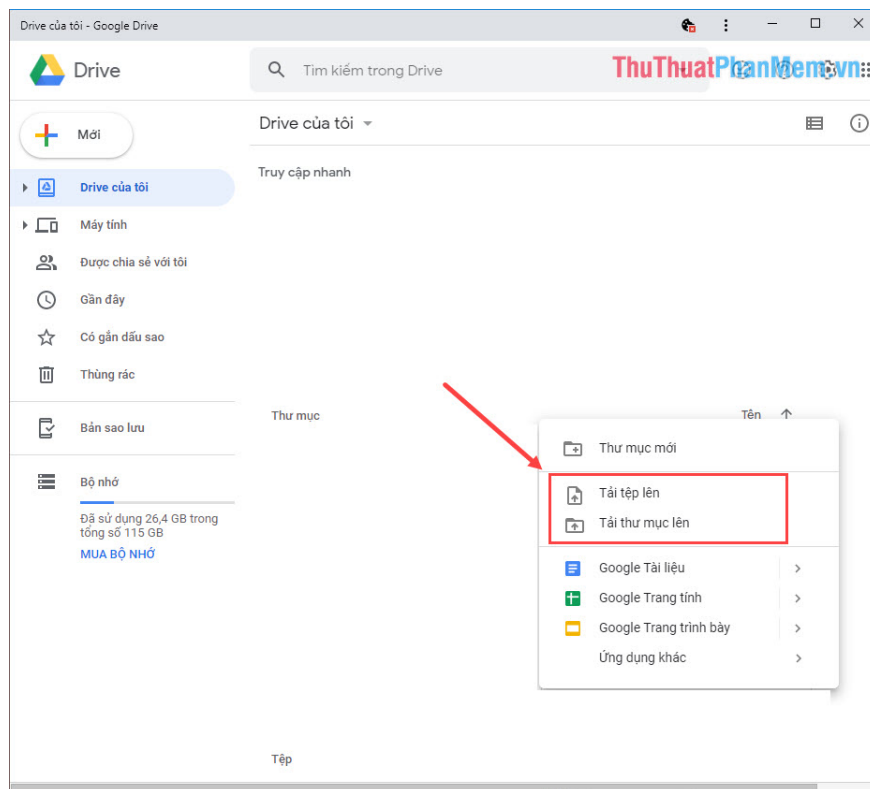 Drive của tôi - Google Drive
Drive
Tìm kiếm trong Drive
ThuThuatPhanMem.vn
Mới
Drive của tôi
Truy cập nhanh
Drive của tôi
Máy tính
Được chia sẻ với tôi
Gần đây
Có gắn dấu sao
Thùng rác
Bản sao lưu
Bộ nhớ
Đã sử dụng 26,4 GB trong
tổng số 115 GB
MUA BỘ NHỚ
Thư mục
Tên
Thư mục mới
Tải tệp lên
Tải thư mục lên
Google Tài liệu
Google Trang tính
Google Trang trình bày
Ứng dụng khác
Tệp